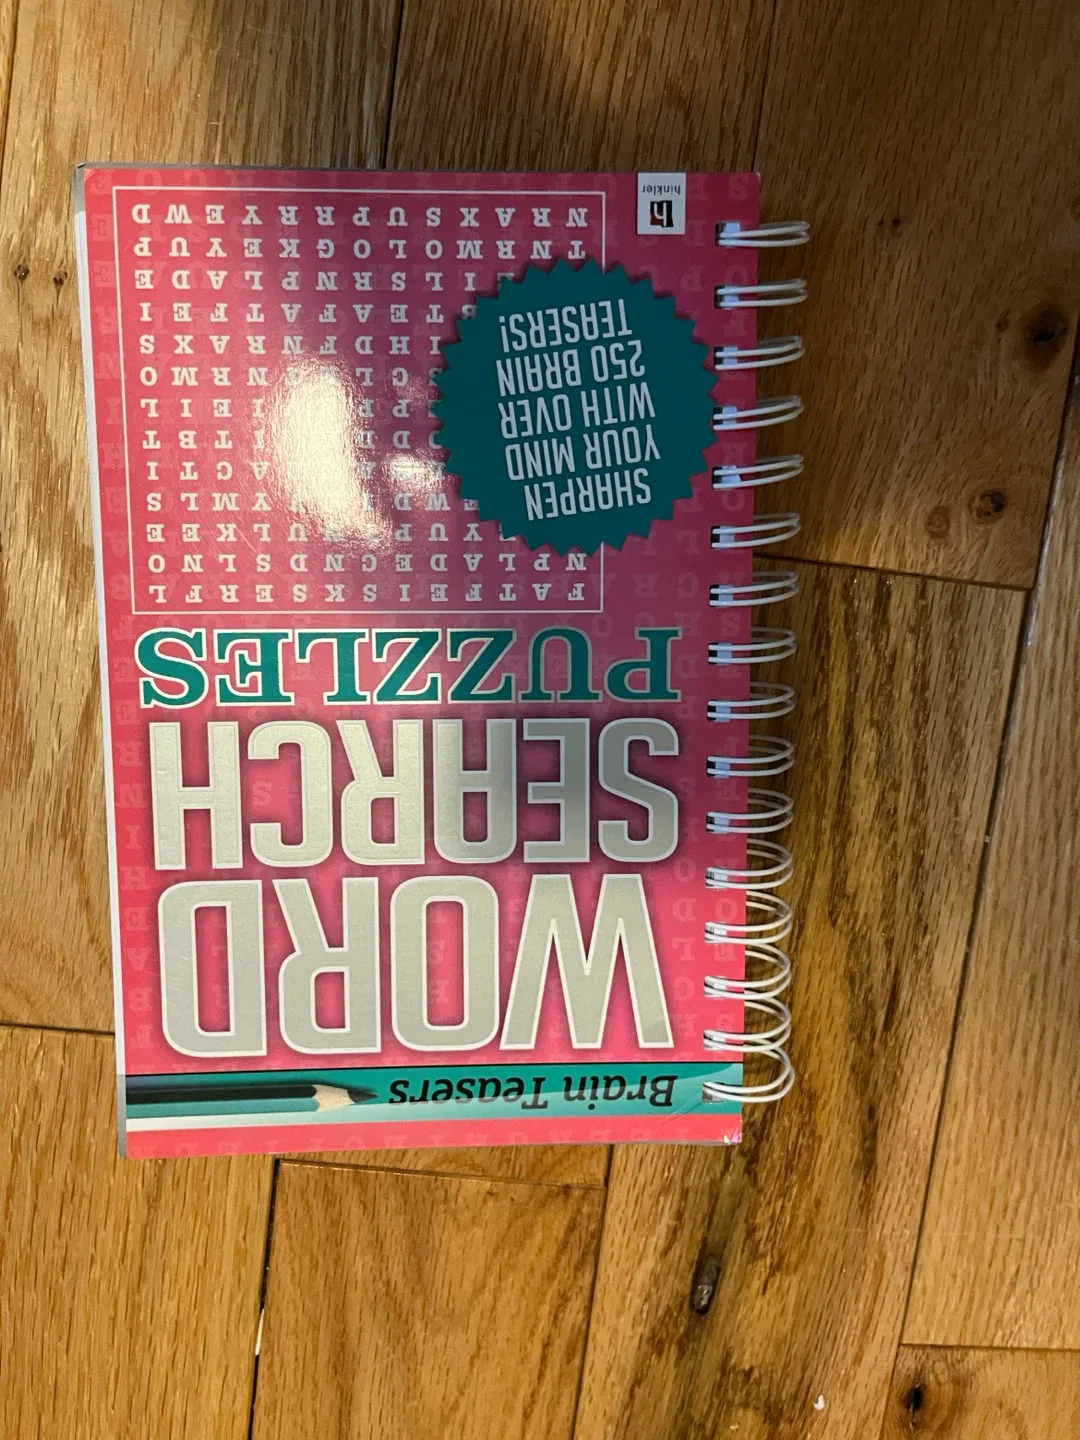 Brain Teasers
WORD
SEARCH
PUZZLES
F A T F E I S K S E R F L
N P L A D E C N D S L N O
Y U P N U L K E E
E W D Y M L S
A C T I
D D I T B T
P R I E I L
C L N R M O
I H D F N R A X S
B T E A F A T F E I
I L S R N P L A D E
T N R M O L O G K E Y U P
N R A X S U P R R Y E W D
SHARPEN
YOUR MIND
WITH OVER
250 BRAIN
TEASERS!
h
hinkler